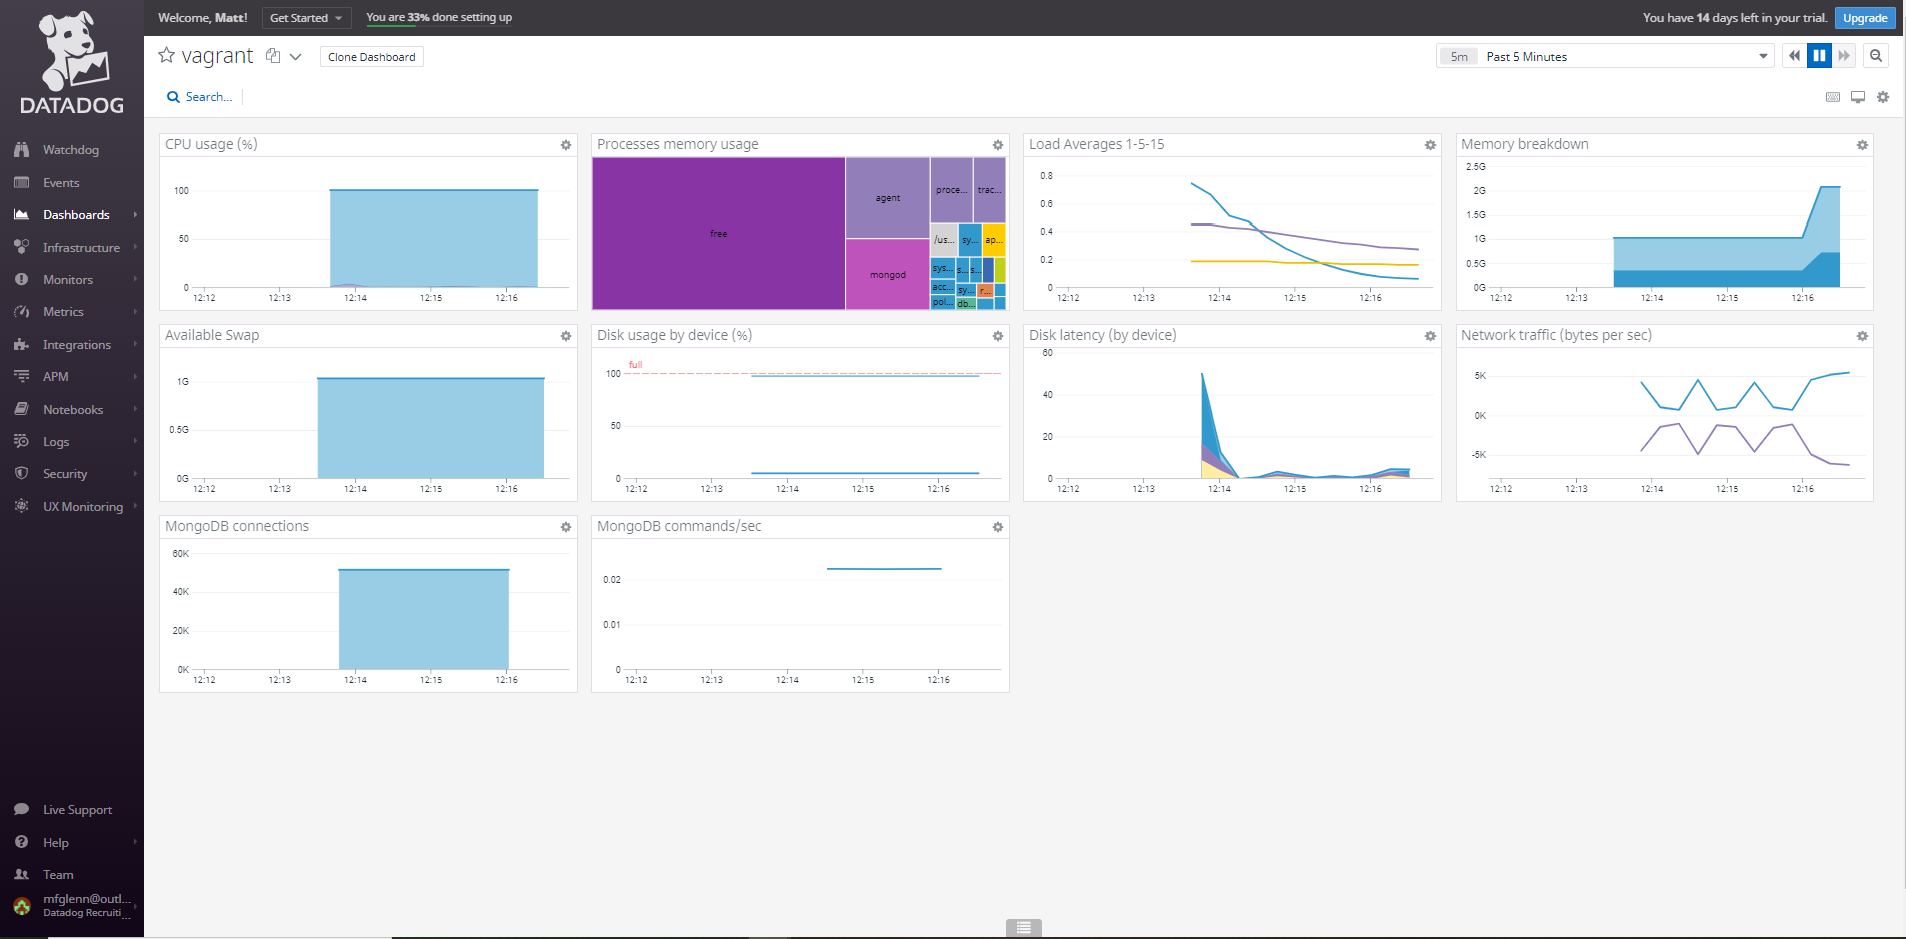 Welcome, Matt!
Get Started
You are 33% done setting up
You have 14 days left in your trial.
Upgrade
DATADOG
Watchdog
Events
Dashboards
Infrastructure
Monitors
Metrics
Integrations
APM
Notebooks
Logs
Security
UX Monitoring
Live Support
Help
Team
mfglenn@outl...
Datadog Recruiti...
vagrant
Clone Dashboard
5m Past 5 Minutes
Search...
CPU usage (%)
100
50
0
12:12 12:13 12:14 12:15 12:16
Processes memory usage
free
agent
mongod
proce...
trac...
/us...
sy...
ap...
sys...
s...
s...
acc...
sy...
r...
pol...
db...
Load Averages 1-5-15
0.8
0.6
0.4
0.2
0
12:12 12:13 12:14 12:15 12:16
Memory breakdown
2.5G
2G
1.5G
1G
0.5G
0G
12:12 12:13 12:14 12:15 12:16
Available Swap
1G
0.5G
0G
12:12 12:13 12:14 12:15 12:16
Disk usage by device (%)
full
100
50
0
12:12 12:13 12:14 12:15 12:16
Disk latency (by device)
60
40
20
0
12:12 12:13 12:14 12:15 12:16
Network traffic (bytes per sec)
5K
0K
-5K
12:12 12:13 12:14 12:15 12:16
MongoDB connections
60K
40K
20K
0K
12:12 12:13 12:14 12:15 12:16
MongoDB commands/sec
0.02
0.01
0
12:12 12:13 12:14 12:15 12:16